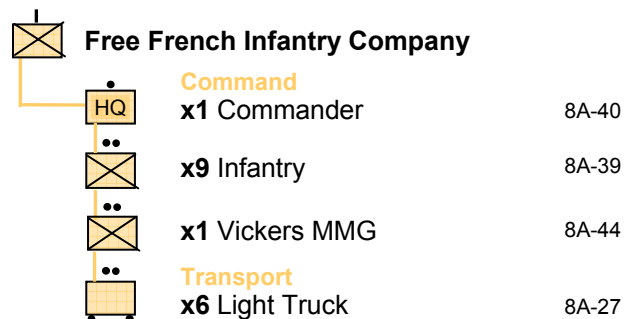 Free French Infantry Company
Command
HQ x1 Commander 8A-40
x9 Infantry 8A-39
x1 Vickers MMG 8A-44
Transport
x6 Light Truck 8A-27